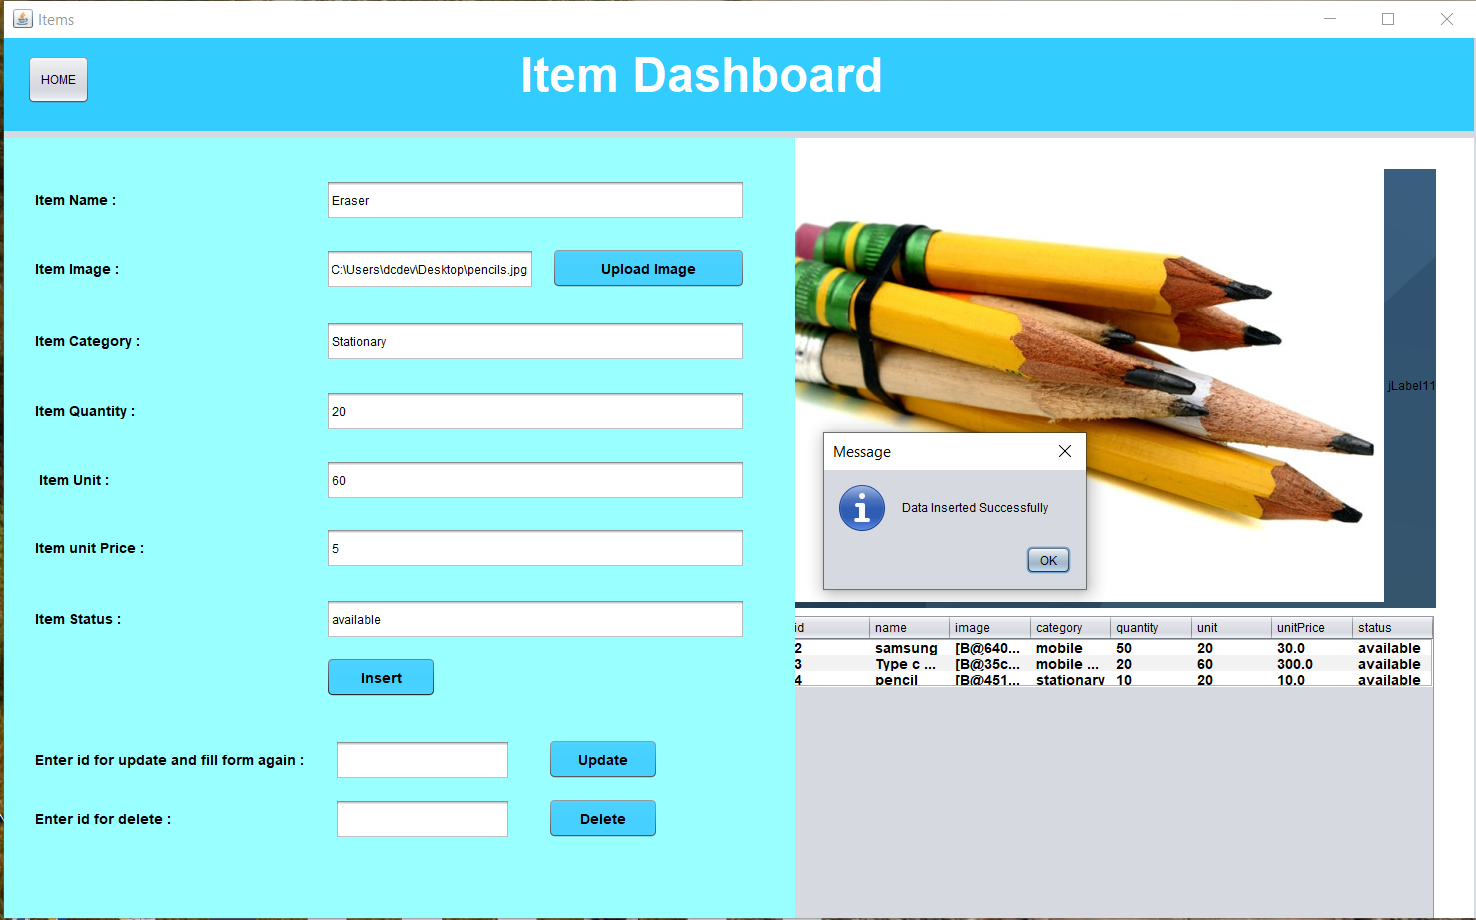 Items
HOME
Item Dashboard
Item Name :
Eraser
Item Image :
C:\Users\dcdev\Desktop\pencils.jpg
Upload Image
Item Category :
Stationary
Item Quantity :
20
Item Unit :
60
Item unit Price :
5
Item Status :
available
Insert
Enter id for update and fill form again :
Update
Enter id for delete :
Delete
jLabel11
Message
Data Inserted Successfully
OK
id name image category quantity unit unitPrice status
2 samsung [B@640... mobile 50 20 30.0 available
3 Type c ... [B@35c... mobile ... 20 60 300.0 available
4 pencil [B@451... stationary 10 20 10.0 available